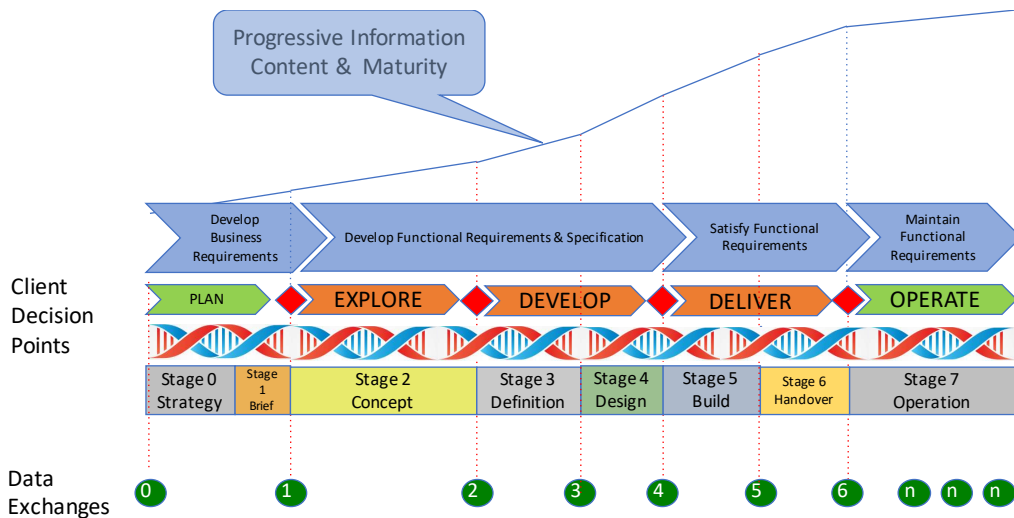 Progressive Information
Content & Maturity
Develop
Business
Requirements
Develop Functional Requirements & Specification
Satisfy Functional
Requirements
Maintain
Functional
Requirements
Client
Decision
Points
PLAN
EXPLORE
DEVELOP
DELIVER
OPERATE
Stage 0
Strategy
Stage
1
Brief
Stage 2
Concept
Stage 3
Definition
Stage 4
Design
Stage 5
Build
Stage 6
Handover
Stage 7
Operation
Data
Exchanges
0 1 2 3 4 5 6 n n n